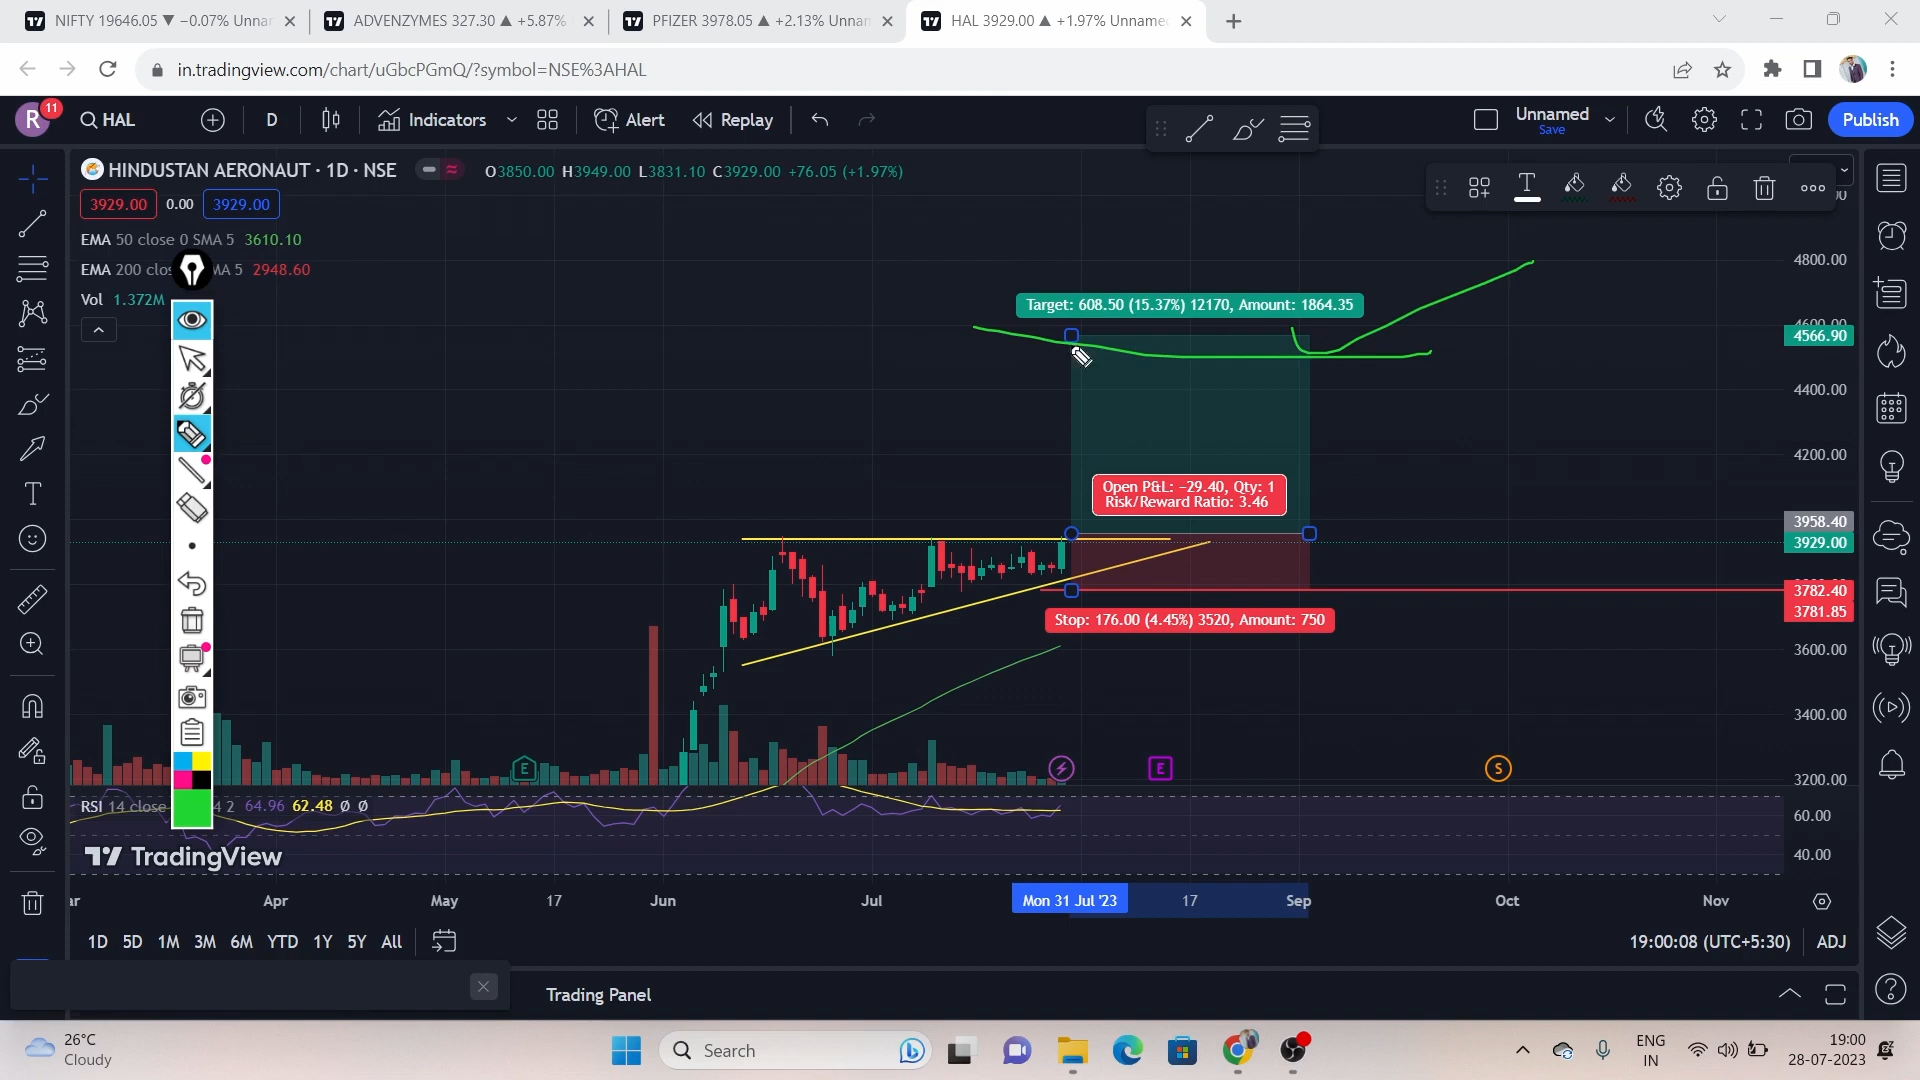 NIFTY 19646.05 ▼ −0.07% Unnar
ADVENZYMES 327.30 ▲ +5.87%
PFIZER 3978.05 ▲ +2.13% Unnan
HAL 3929.00 ▲ +1.97% Unname
in.tradingview.com/chart/uGbcPGmQ/?symbol=NSE%3AHAL
R
11
HAL
D
Indicators
Alert
Replay
Unnamed
Save
Publish
HINDUSTAN AERONAUT · 1D · NSE
O3850.00 H3949.00 L3831.10 C3929.00 +76.05 (+1.97%)
3929.00 0.00 3929.00
EMA 50 close 0 SMA 5 3610.10
EMA 200 clos MA 5 2948.60
Vol 1.372M
Target: 608.50 (15.37%) 12170, Amount: 1864.35
Open P&L: −29.40, Qty: 1
Risk/Reward Ratio: 3.46
Stop: 176.00 (4.45%) 3520, Amount: 750
4800.00
4600.00
4566.90
4400.00
4200.00
3958.40
3929.00
3782.40
3781.85
3600.00
3400.00
3200.00
E
E
S
RSI 14 close 4 2 64.96 62.48 Ø Ø
60.00
40.00
TradingView
ar
Apr
May
17
Jun
Jul
Mon 31 Jul '23
17
Sep
Oct
Nov
1D 5D 1M 3M 6M YTD 1Y 5Y All
19:00:08 (UTC+5:30)
ADJ
Trading Panel
26°C
Cloudy
Search
ENG
IN
19:00
28-07-2023